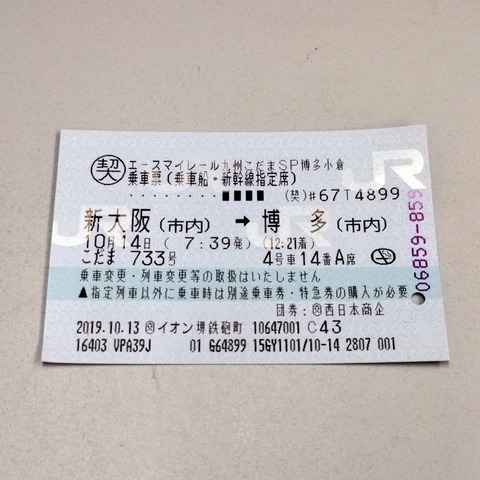 契 エースマイレール九州こだまSP博多小倉
乗車票(乗車船・新幹線指定席)
・・・・・・・・■■■■ (契)#67T4899
新大阪(市内) → 博 多(市内)
10月14日 ( 7:39発) (12:21着)
こだま 733号 4号車14番A席
乗車変更・列車変更等の取扱はいたしません
▲指定列車以外に乗車時は別途乗車券・特急券の購入が必要
団券:西日本商企
2019.10.13 イオン堺鉄砲町 10647001 C43
16403 VPA39J 01 G64899 15GY1101/10-14 2807 001
06859-859
JR